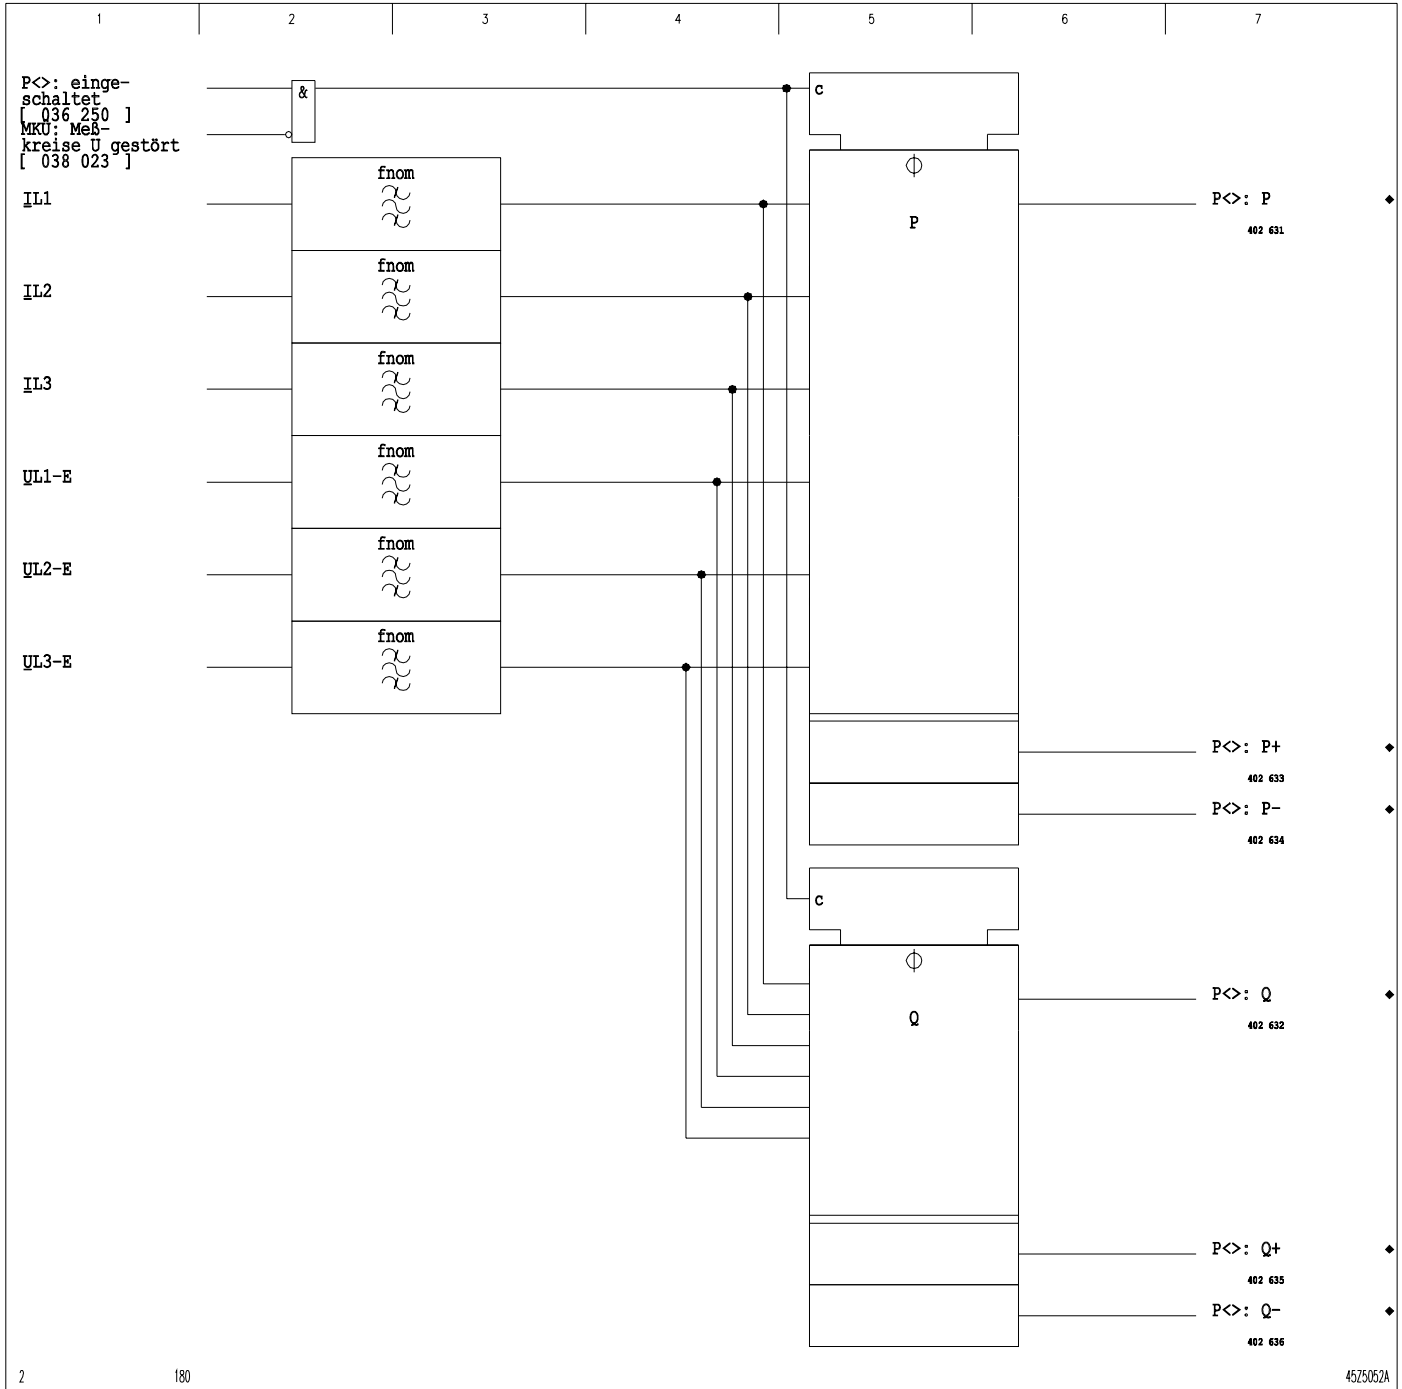 1 2 3 4 5 6 7
P<>: einge-
schaltet
[ 036 250 ]
MKÜ: Meß-
kreise U gestört
[ 038 023 ]
&
c
fnom
IL1
P
P<>: P
402 631
fnom
IL2
fnom
IL3
fnom
UL1-E
fnom
UL2-E
fnom
UL3-E
P<>: P+
402 633
P<>: P-
402 634
c
Q
P<>: Q
402 632
P<>: Q+
402 635
P<>: Q-
402 636
2 180 45Z5052A